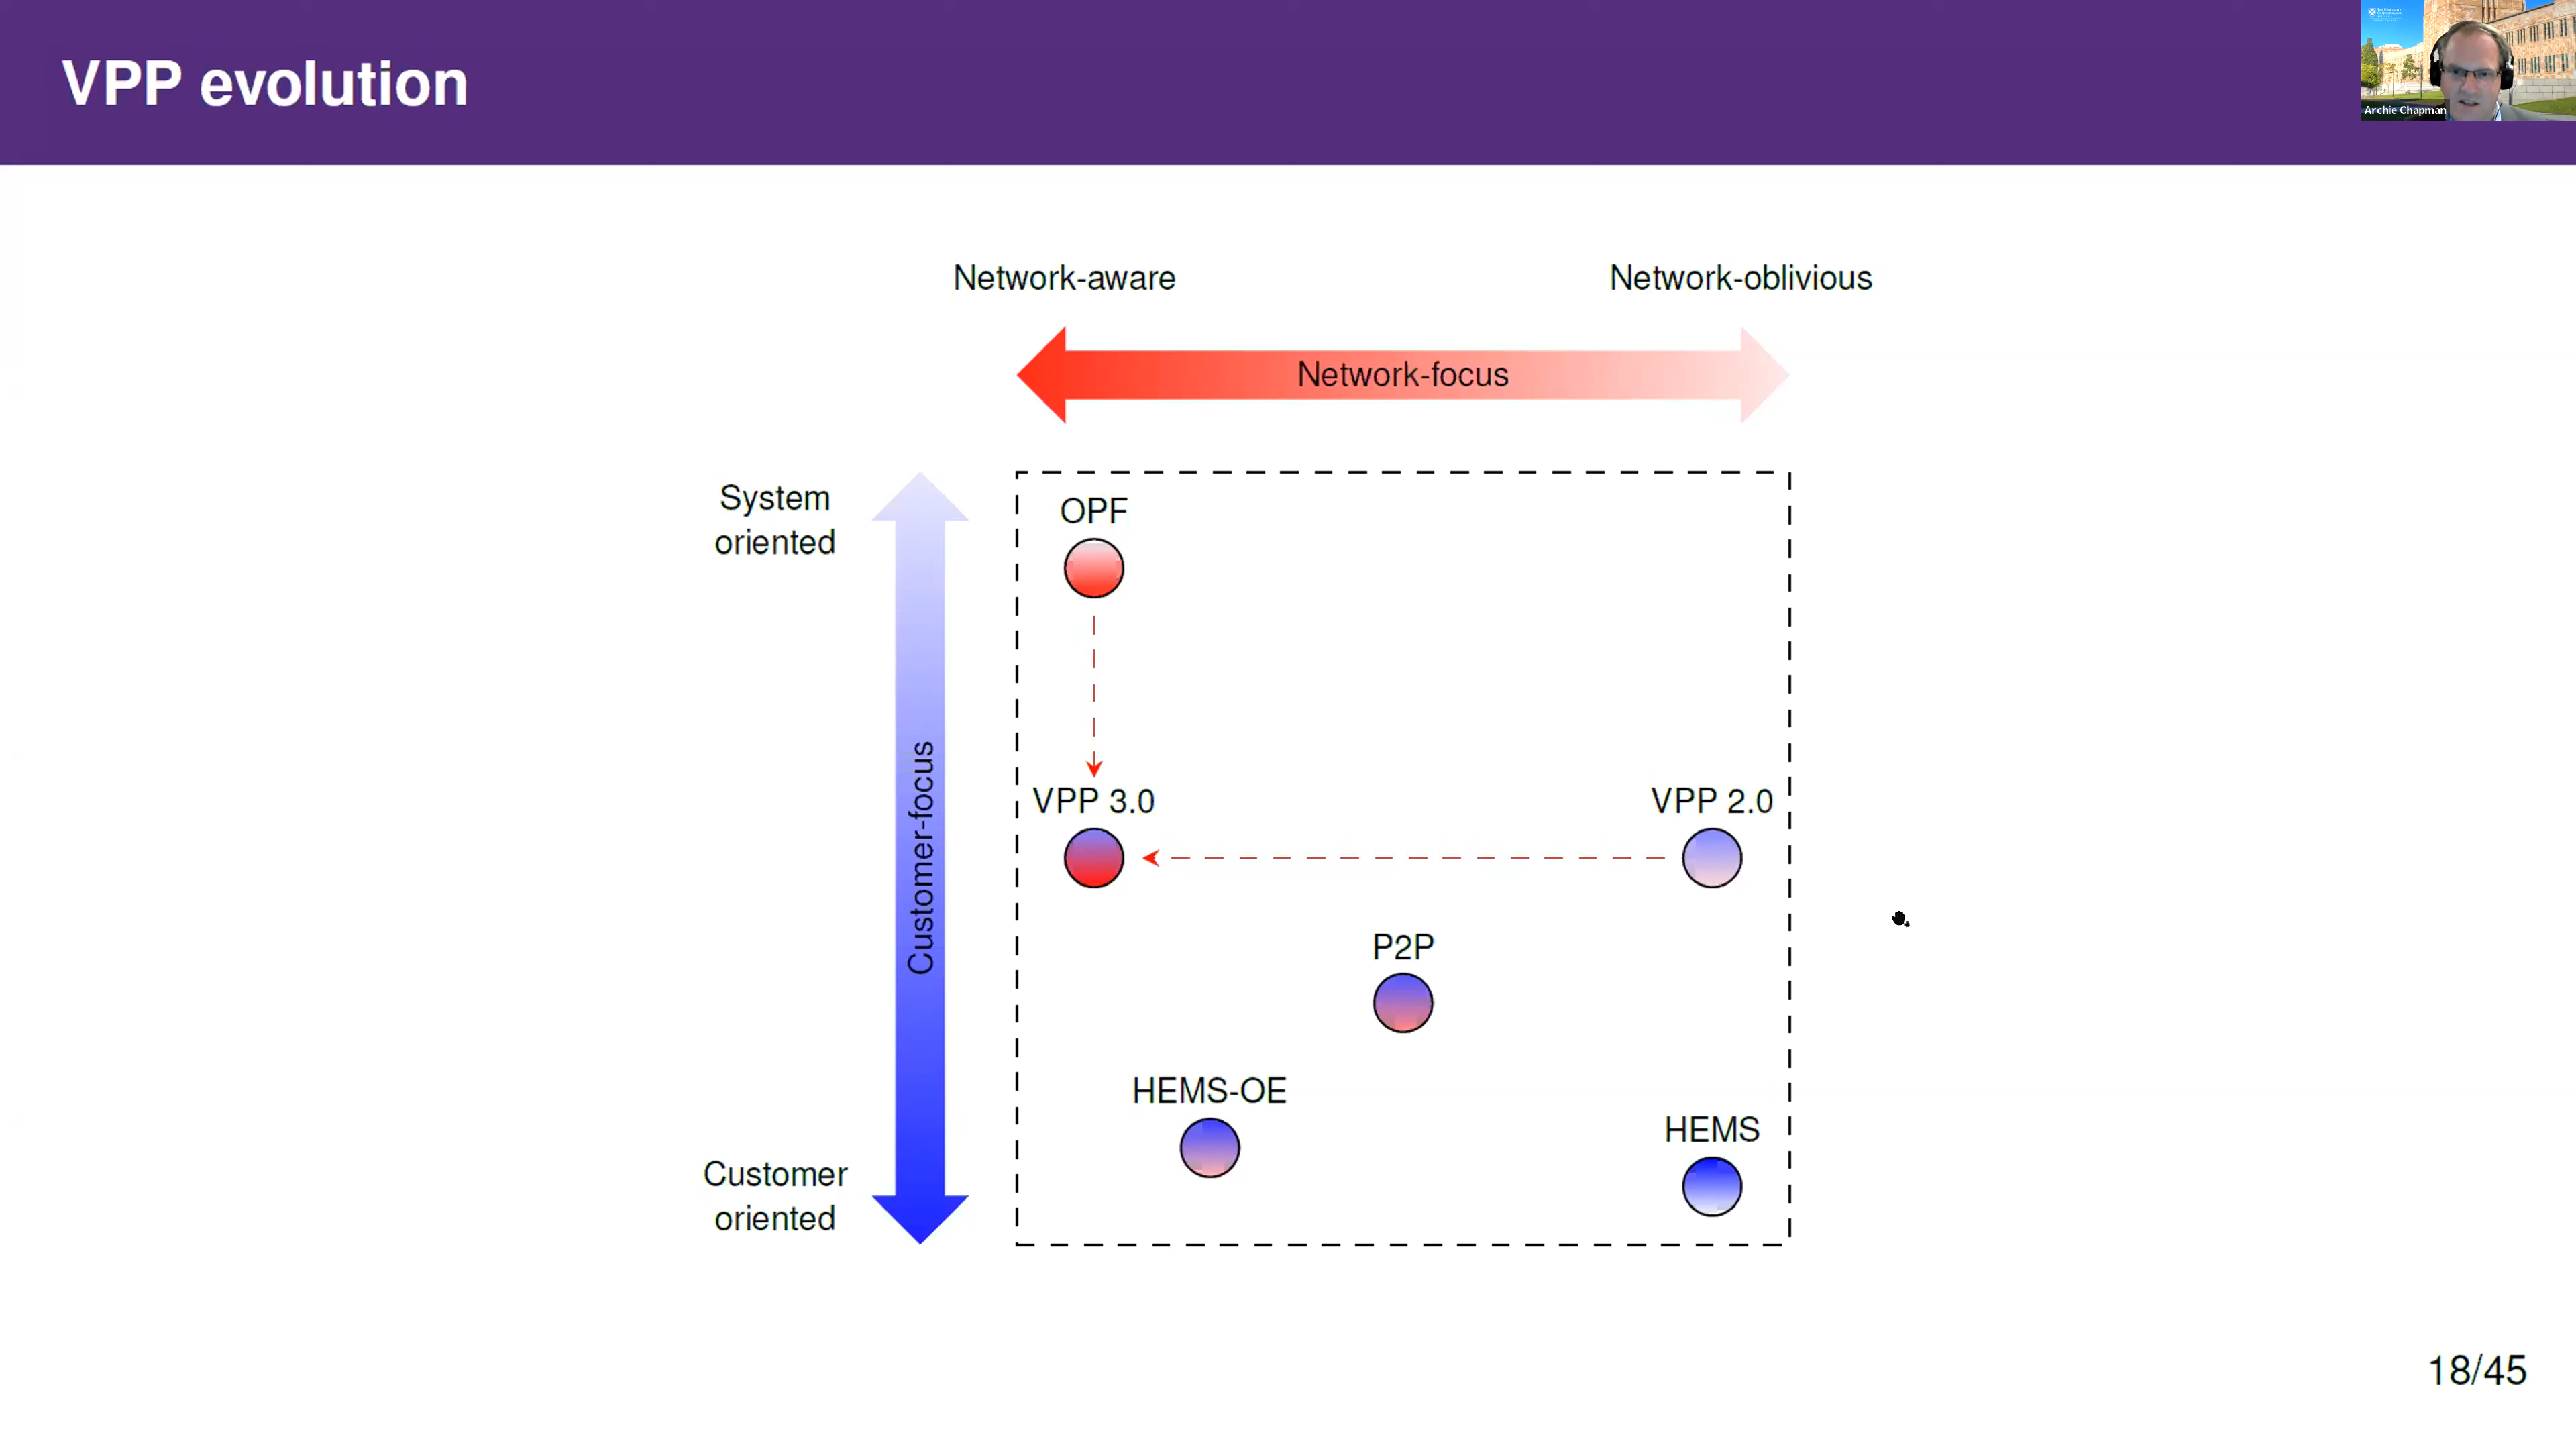 VPP evolution
Archie Chapman
Network-aware
Network-oblivious
Network-focus
System
oriented
Customer-focus
Customer
oriented
OPF
VPP 3.0
VPP 2.0
P2P
HEMS-OE
HEMS
18/45